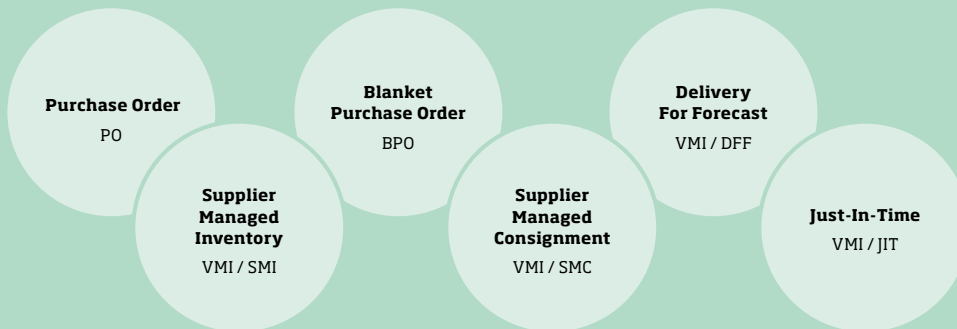 Purchase Order
PO
Supplier
Managed
Inventory
VMI / SMI
Blanket
Purchase Order
BPO
Supplier
Managed
Consignment
VMI / SMC
Delivery
For Forecast
VMI / DFF
Just-In-Time
VMI / JIT